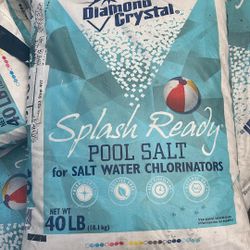 Diamond
Crystal®
Splash Ready
POOL SALT
for SALT WATER CHLORINATORS
NET WT
40 LB (18.1kg)